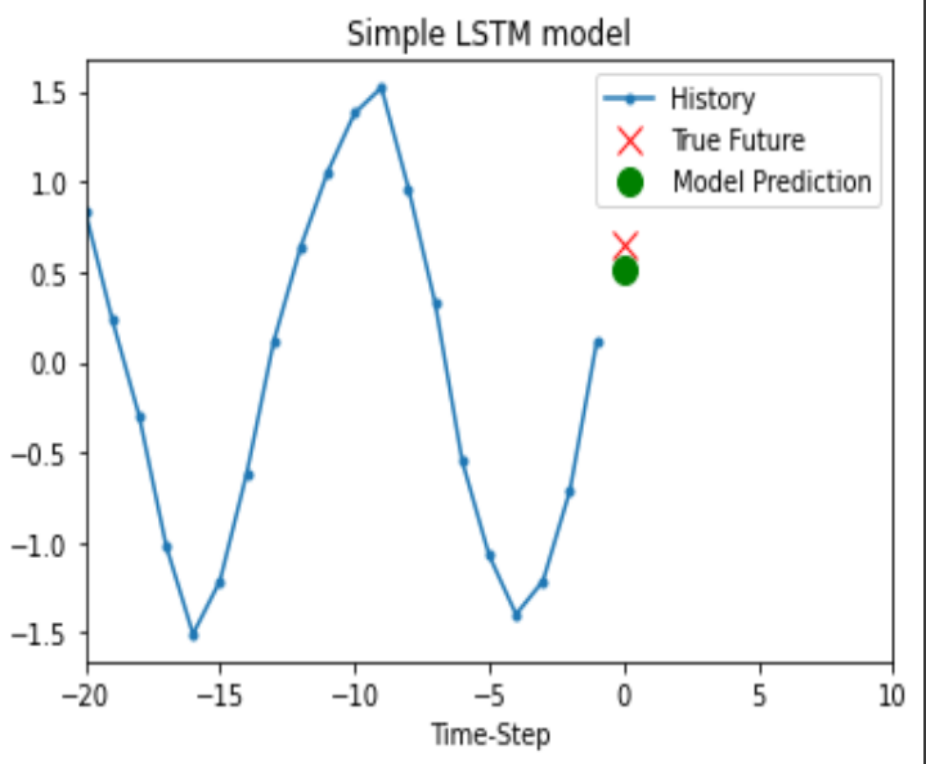 Simple LSTM model
History
True Future
Model Prediction
1.5
1.0
0.5
0.0
−0.5
−1.0
−1.5
−20 −15 −10 −5 0 5 10
Time-Step